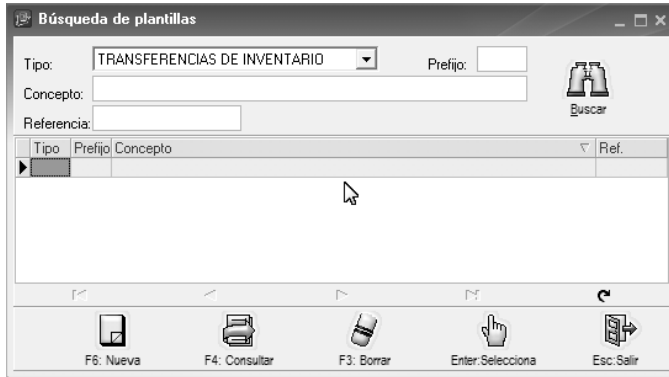 Búsqueda de plantillas
Tipo: TRANSFERENCIAS DE INVENTARIO Prefijo:
Concepto:
Buscar
Referencia:
Tipo Prefijo Concepto Ref.
F6: Nueva F4: Consultar F3: Borrar Enter:Selecciona Esc:Salir